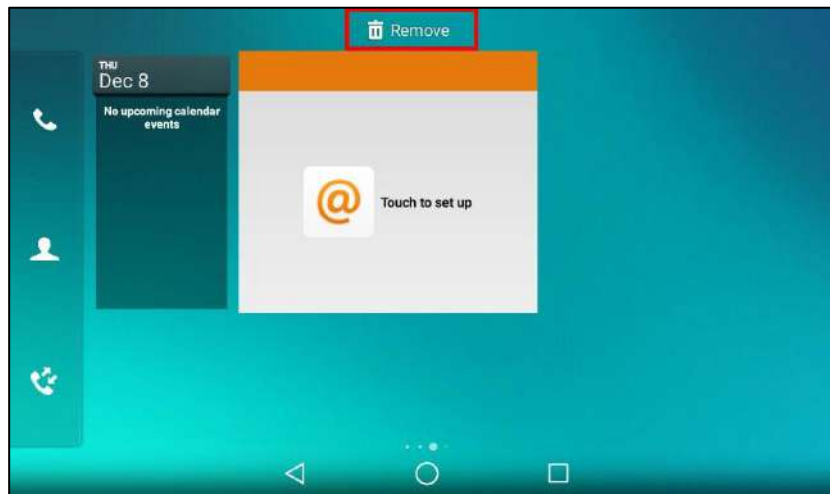 Remove
THU
Dec 8
No upcoming calendar
events
@
Touch to set up